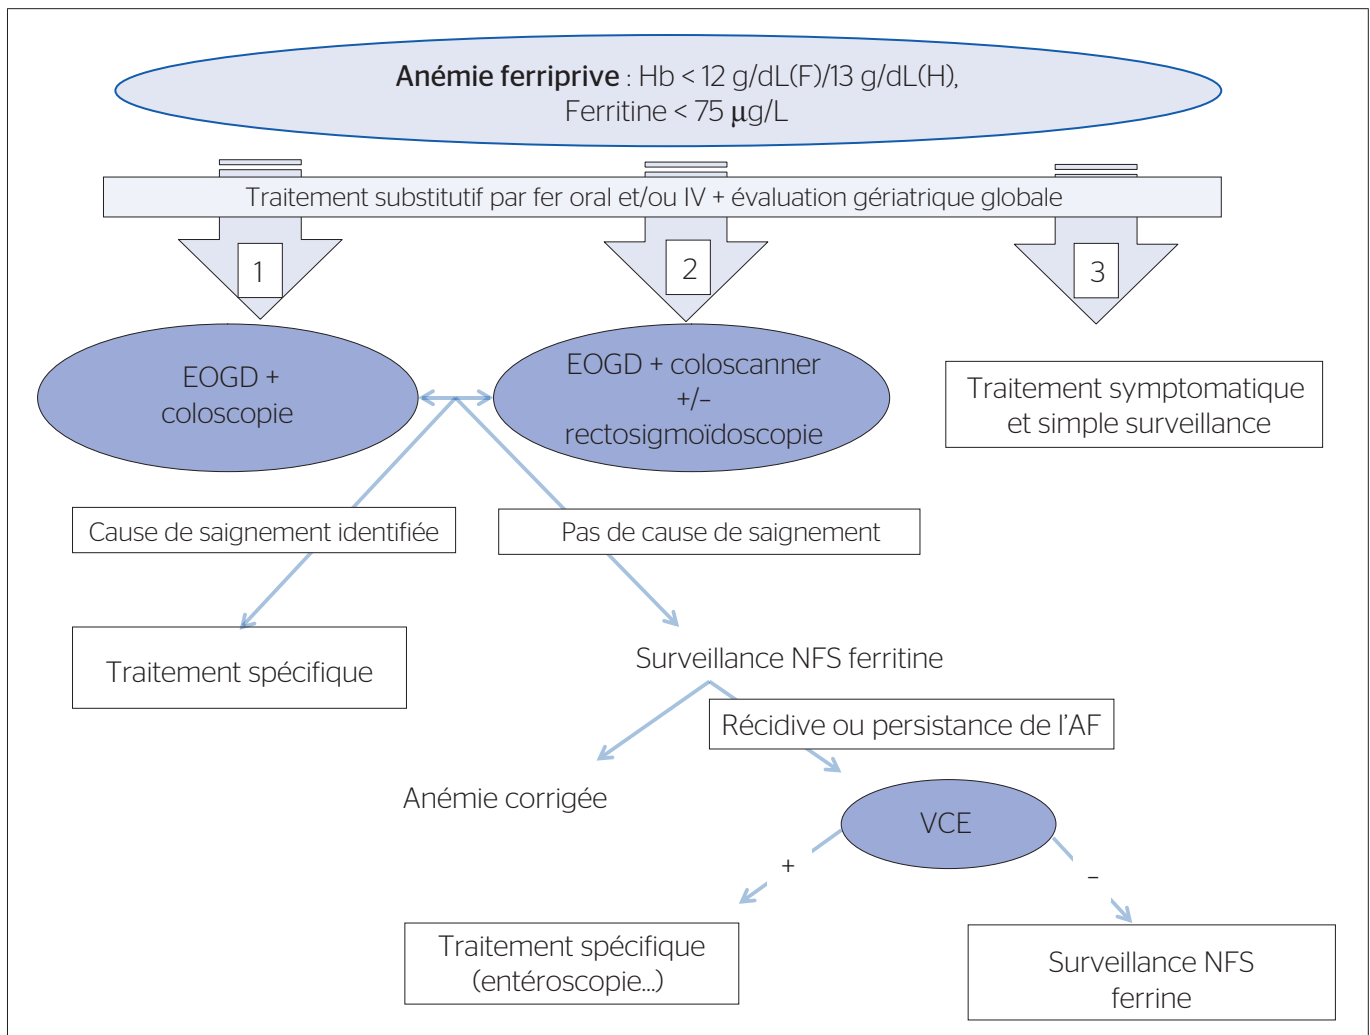 Anémie ferriprive : Hb < 12 g/dL(F)/13 g/dL(H),
Ferritine < 75 µg/L
Traitement substitutif par fer oral et/ou IV + évaluation gériatrique globale
1
2
3
EOGD +
coloscopie
EOGD + coloscanner
+/–
rectosigmoïdoscopie
Traitement symptomatique
et simple surveillance
Cause de saignement identifiée
Pas de cause de saignement
Traitement spécifique
Surveillance NFS ferritine
Récidive ou persistance de l'AF
Anémie corrigée
VCE
+
–
Traitement spécifique
(entéroscopie...)
Surveillance NFS
ferrine